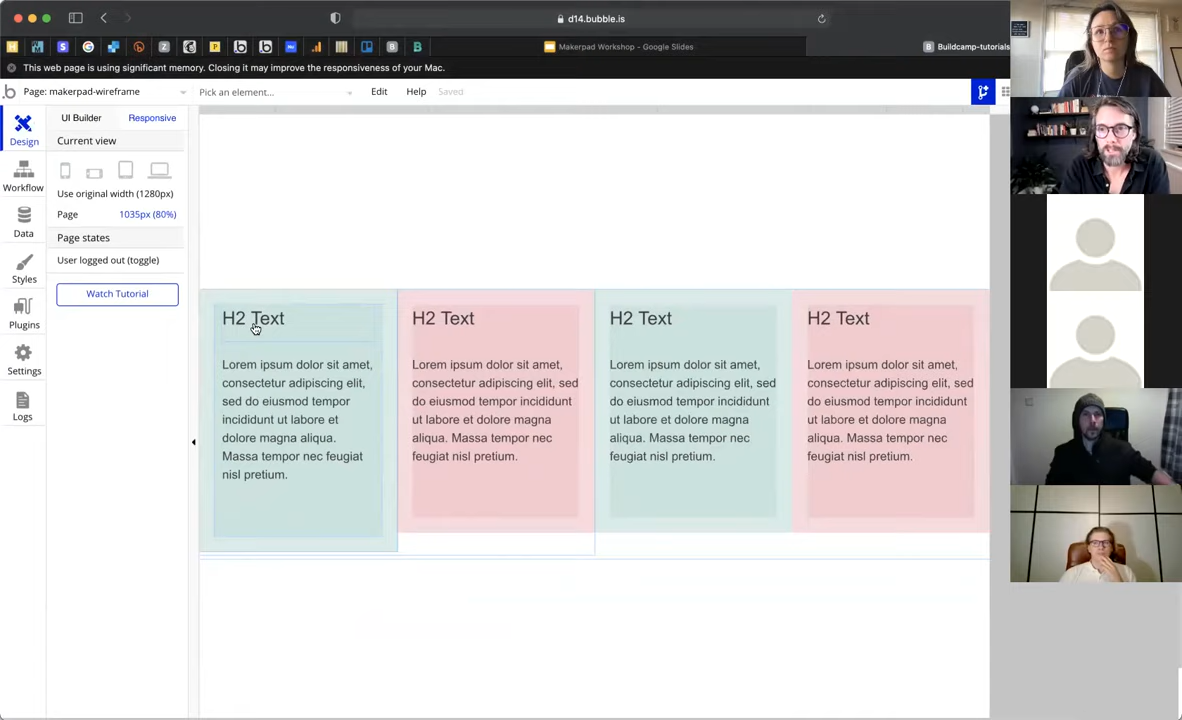 d14.bubble.is
Makerpad Workshop - Google Slides
Buildcamp-tutorials
This web page is using significant memory. Closing it may improve the responsiveness of your Mac.
Page: makerpad-wireframe
Pick an element...
Edit
Help
Saved
Design
Workflow
Data
Styles
Plugins
Settings
Logs
UI Builder
Responsive
Current view
Use original width (1280px)
Page
1035px (80%)
Page states
User logged out (toggle)
Watch Tutorial
H2 Text
Lorem ipsum dolor sit amet,
consectetur adipiscing elit,
sed do eiusmod tempor
incididunt ut labore et
dolore magna aliqua.
Massa tempor nec feugiat
nisl pretium.
H2 Text
Lorem ipsum dolor sit amet,
consectetur adipiscing elit, sed
do eiusmod tempor incididunt
ut labore et dolore magna
aliqua. Massa tempor nec
feugiat nisl pretium.
H2 Text
Lorem ipsum dolor sit amet,
consectetur adipiscing elit, sed
do eiusmod tempor incididunt
ut labore et dolore magna
aliqua. Massa tempor nec
feugiat nisl pretium.
H2 Text
Lorem ipsum dolor sit amet,
consectetur adipiscing elit, sed
do eiusmod tempor incididunt
ut labore et dolore magna
aliqua. Massa tempor nec
feugiat nisl pretium.